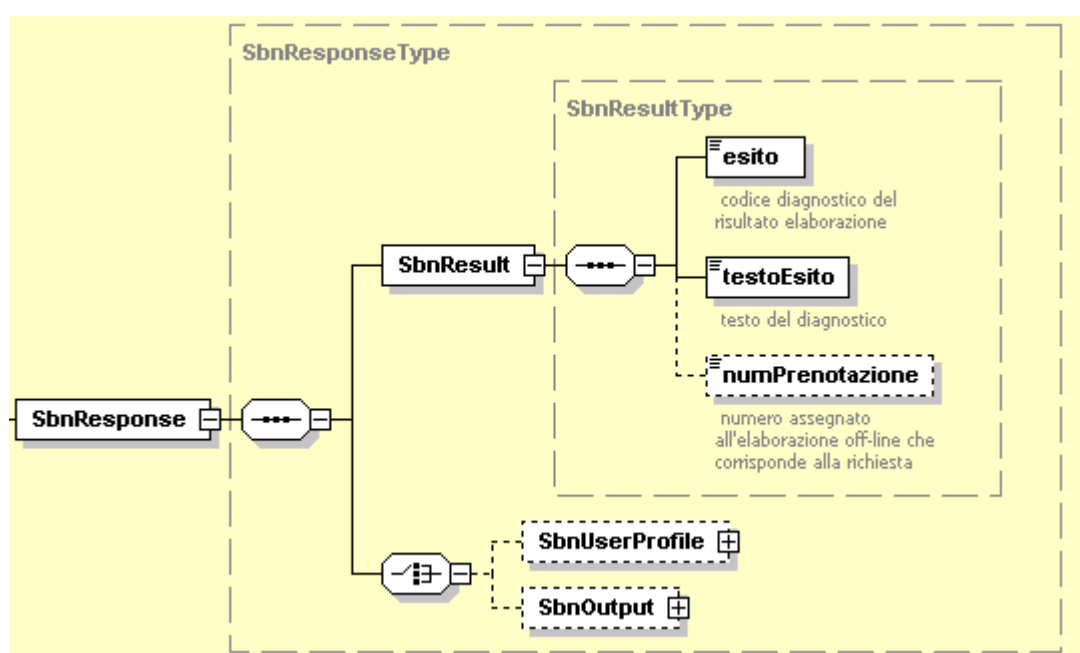 SbnResponseType
SbnResultType
esito
codice diagnostico del
risultato elaborazione
SbnResult
testoEsito
testo del diagnostico
numPrenotazione
numero assegnato
all'elaborazione off-line che
corrisponde alla richiesta
SbnResponse
SbnUserProfile
SbnOutput